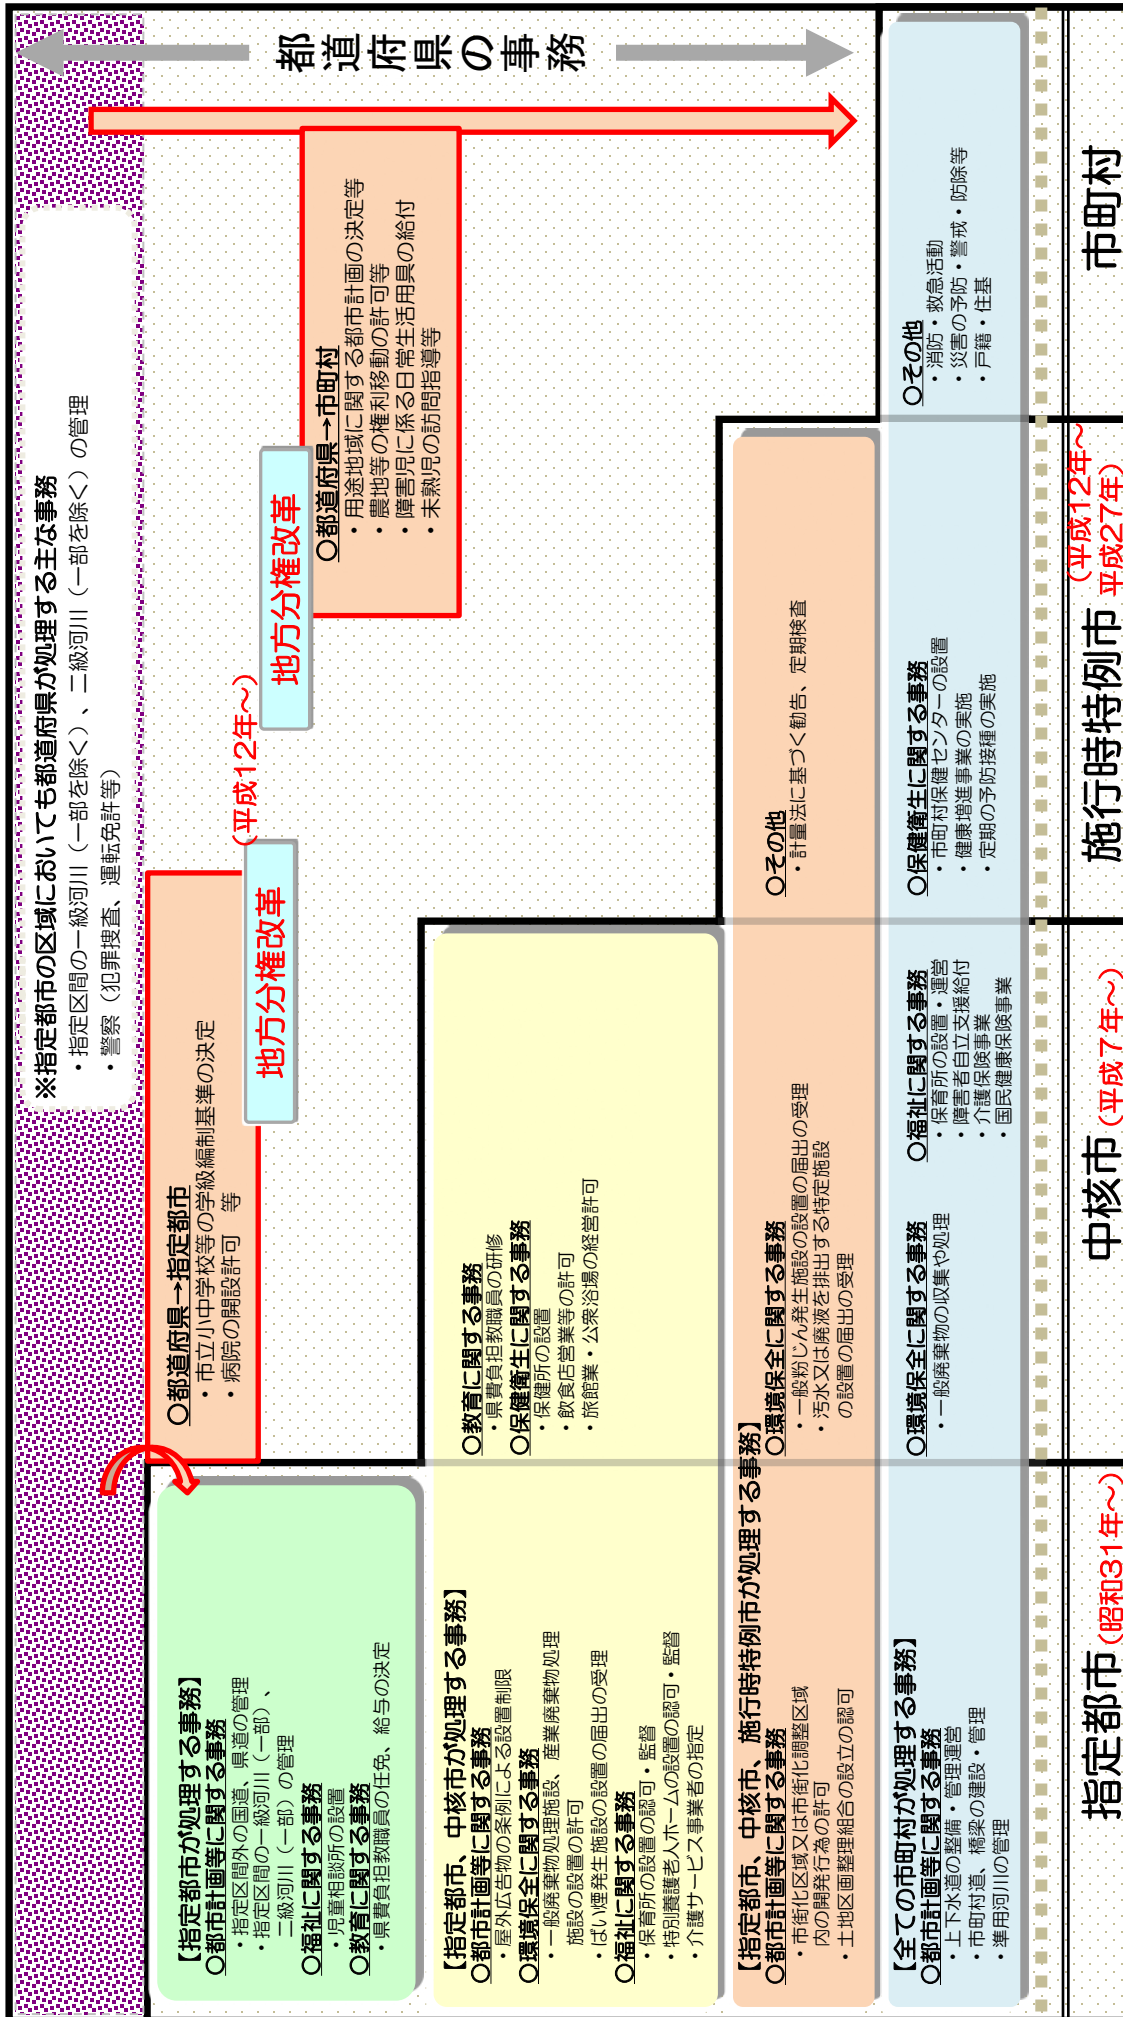 都道府県の事務
※指定都市の区域においても都道府県が処理する主な事務
・指定区間の一級河川（一部を除く）、二級河川（一部を除く）の管理
・警察（犯罪捜査、運転免許等）
〇都道府県→指定都市
・市立小中学校等の学級編制基準の決定
・病院の開設許可　等
地方分権改革
（平成12年～）
地方分権改革
〇都道府県→市町村
・用途地域に関する都市計画の決定等
・農地等の権利移動の許可等
・障害児に係る日常生活用具の給付
・未熟児の訪問指導等
【指定都市が処理する事務】
〇都市計画等に関する事務
・指定区間外の国道、県道の管理
・指定区間の一級河川（一部）、
二級河川（一部）の管理
〇福祉に関する事務
・児童相談所の設置
〇教育に関する事務
・県費負担教職員の任免、給与の決定
【指定都市、中核市が処理する事務】
〇都市計画等に関する事務
・屋外広告物の条例による設置制限
〇環境保全に関する事務
・一般廃棄物処理施設、産業廃棄物処理
施設の設置の許可
・ばい煙発生施設の設置の届出の受理
〇福祉に関する事務
・保育所の設置の認可・監督
・特別養護老人ホームの設置の認可・監督
・介護サービス事業者の指定
〇教育に関する事務
・県費負担教職員の研修
〇保健衛生に関する事務
・保健所の設置
・飲食店営業等の許可
・旅館業・公衆浴場の経営許可
【指定都市、中核市、施行時特例市が処理する事務】
〇都市計画等に関する事務
・市街化区域又は市街化調整区域
内の開発行為の許可
・土地区画整理組合の設立の認可
〇環境保全に関する事務
・一般粉じん発生施設の設置の届出の受理
・汚水又は廃液を排出する特定施設
の設置の届出の受理
〇その他
・計量法に基づく勧告、定期検査
【全ての市町村が処理する事務】
〇都市計画等に関する事務
・上下水道の整備・管理運営
・市町村道、橋梁の建設・管理
・準用河川の管理
〇環境保全に関する事務
・一般廃棄物の収集や処理
〇福祉に関する事務
・保育所の設置・運営
・障害者自立支援給付
・介護保険事業
・国民健康保険事業
〇保健衛生に関する事務
・市町村保健センターの設置
・健康増進事業の実施
・定期の予防接種の実施
〇その他
・消防・救急活動
・災害の予防・警戒・防除等
・戸籍・住基
指定都市（昭和31年～）
中核市（平成7年～）
施行時特例市（平成12年～
平成27年）
市町村